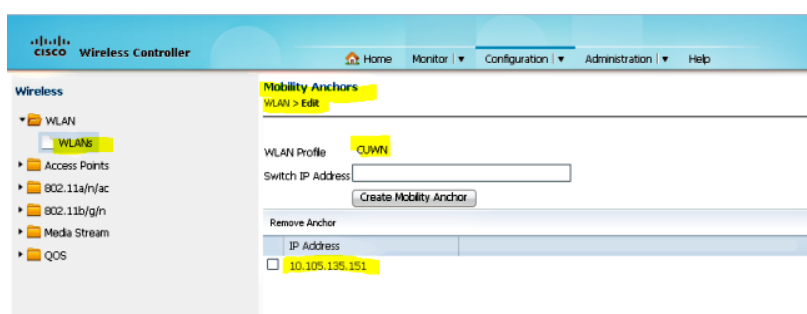 CISCO Wireless Controller
Home Monitor Configuration Administration Help
Wireless
WLAN
WLANs
Access Points
802.11a/n/ac
802.11b/g/n
Media Stream
QOS
Mobility Anchors
WLAN > Edit
WLAN Profile CUWN
Switch IP Address
Create Mobility Anchor
Remove Anchor
IP Address
10.105.135.151